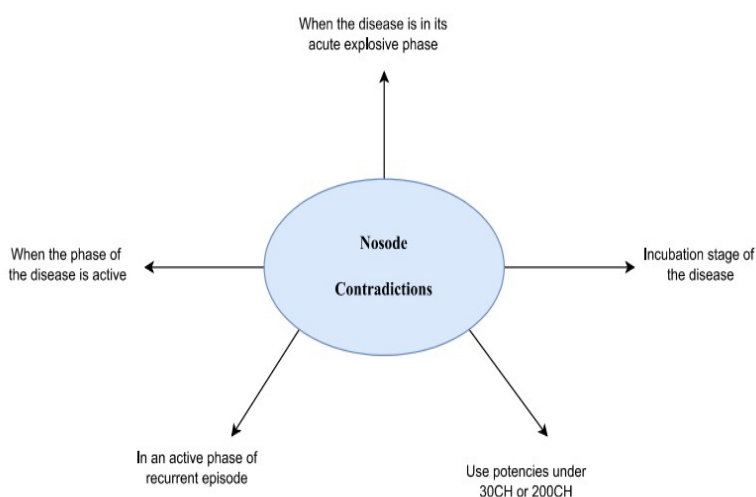 When the disease is in its
acute explosive phase
Nosode
Contradictions
When the phase of
the disease is active
Incubation stage of
the disease
In an active phase of
recurrent episode
Use potencies under
30CH or 200CH